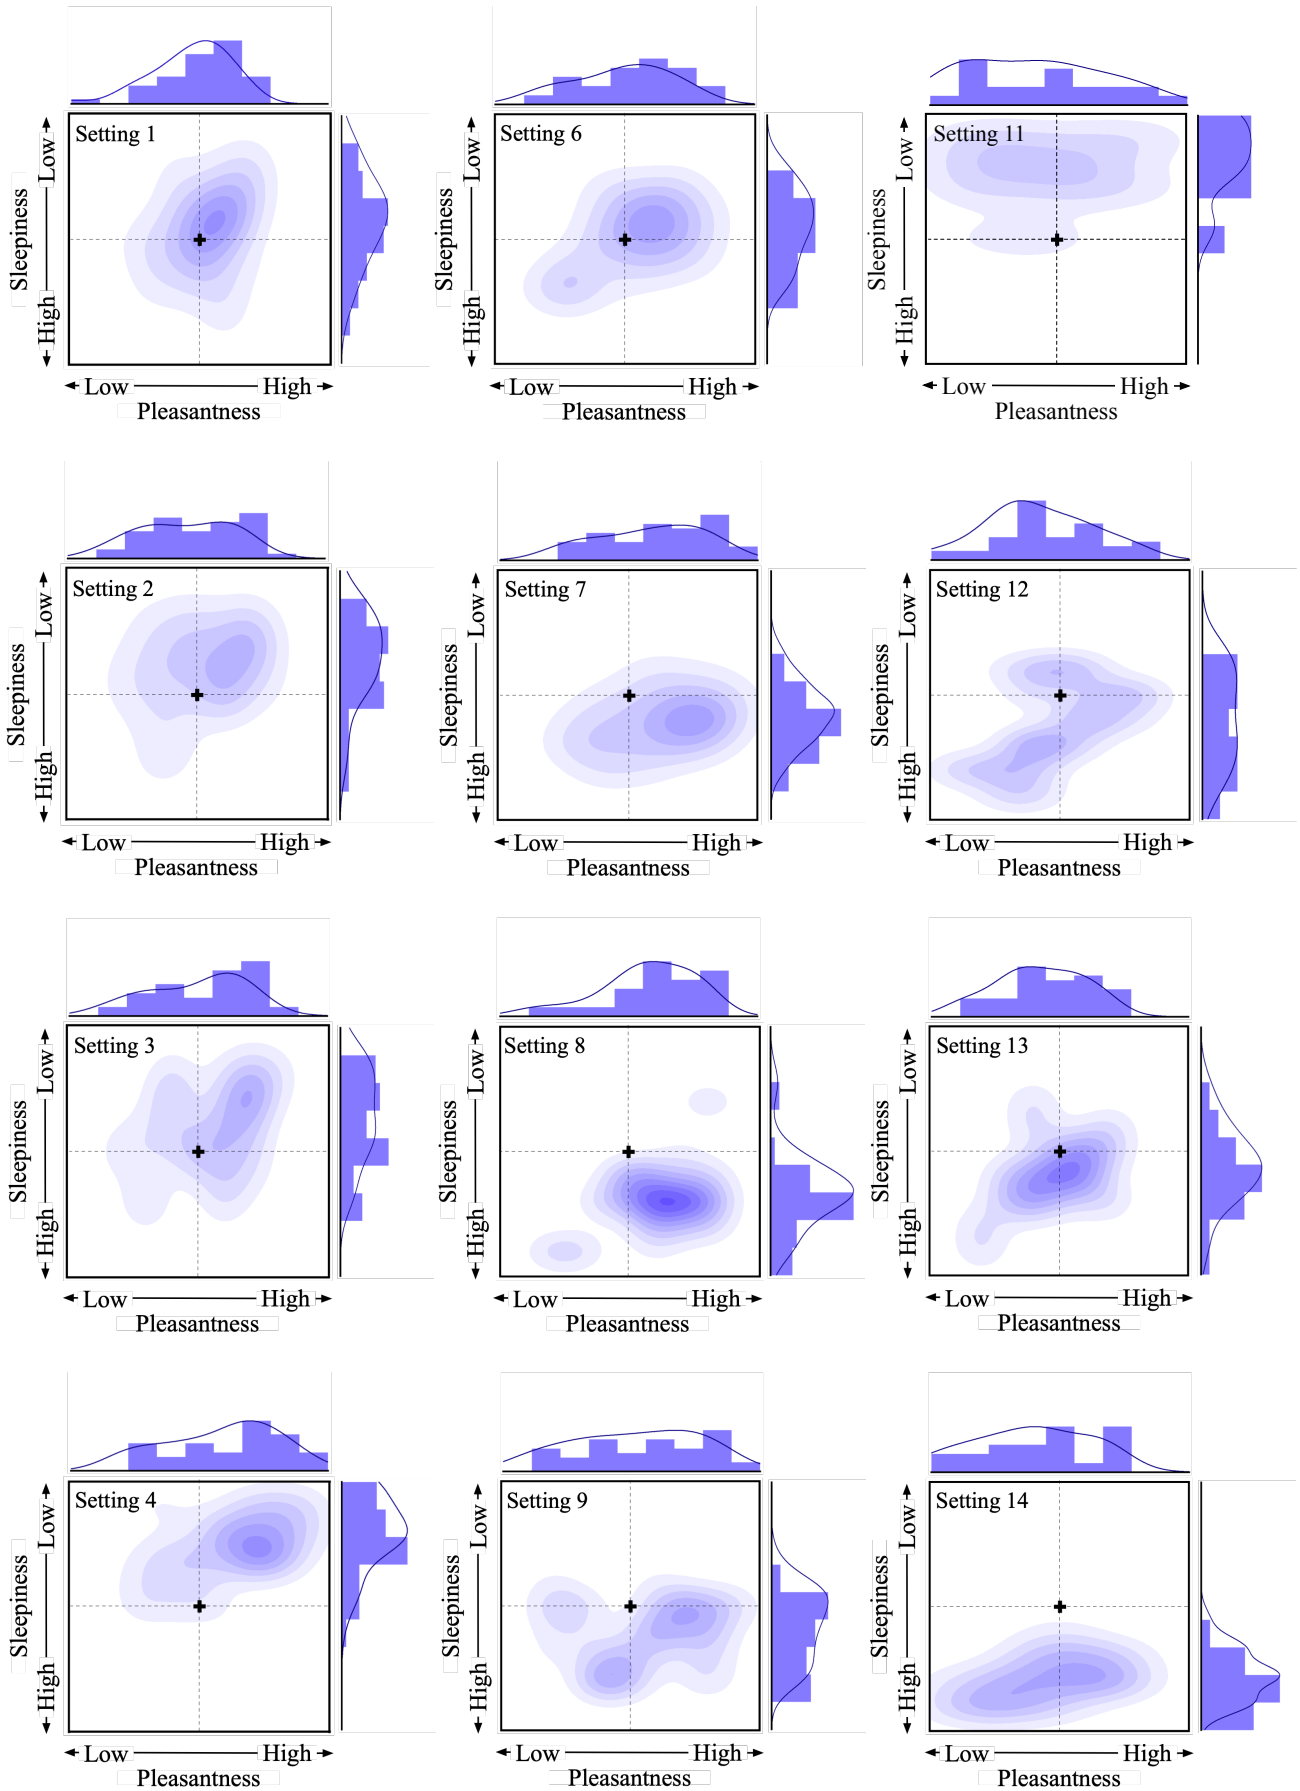 Setting 1
Low
Sleepiness
High
Low High
Pleasantness
Setting 6
Low
Sleepiness
High
Low High
Pleasantness
Setting 11
Low
Sleepiness
High
Low High
Pleasantness
Setting 2
Low
Sleepiness
High
Low High
Pleasantness
Setting 7
Low
Sleepiness
High
Low High
Pleasantness
Setting 12
Low
Sleepiness
High
Low High
Pleasantness
Setting 3
Low
Sleepiness
High
Low High
Pleasantness
Setting 8
Low
Sleepiness
High
Low High
Pleasantness
Setting 13
Low
Sleepiness
High
Low High
Pleasantness
Setting 4
Low
Sleepiness
High
Low High
Pleasantness
Setting 9
Low
Sleepiness
High
Low High
Pleasantness
Setting 14
Low
Sleepiness
High
Low High
Pleasantness